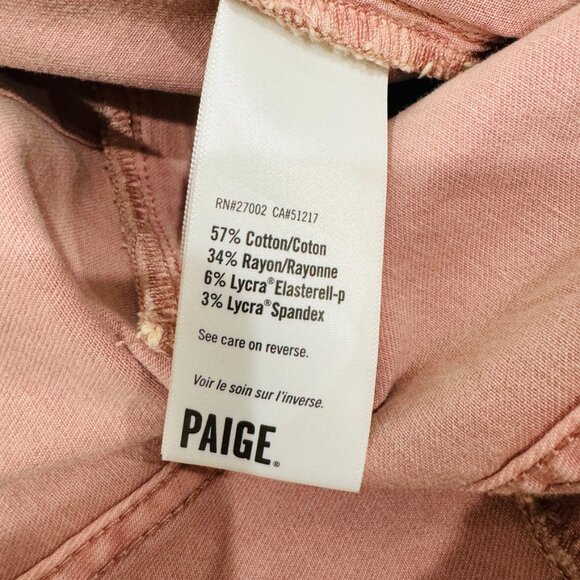 RN#27002 CA#51217
57% Cotton/Coton
34% Rayon/Rayonne
6% Lycra®Elasterell-p
3% Lycra®Spandex
See care on reverse.
Voir le soin sur l'inverse.
PAIGE®